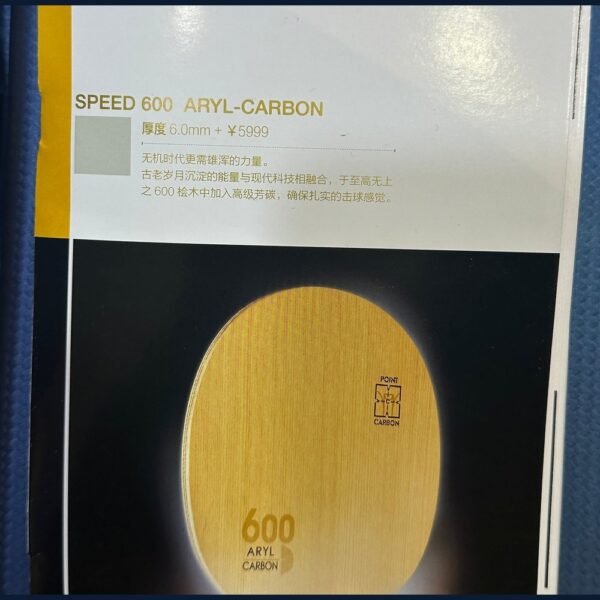 SPEED 600 ARYL-CARBON
厚度 6.0mm + ￥5999
无机时代更需雄浑的力量。
古老岁月沉淀的能量与现代科技相融合，于至高无上
之 600 桧木中加入高级芳碳，确保扎实的击球感觉。
POINT
CARBON
600
ARYL
CARBON